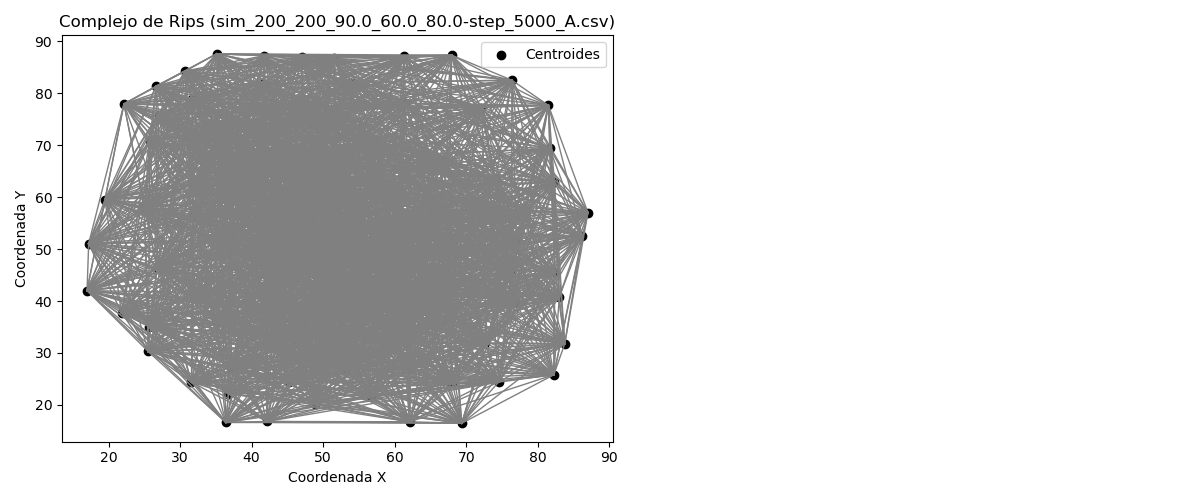 Complejo de Rips (sim_200_200_90.0_60.0_80.0-step_5000_A.csv)
Centroides
Coordenada Y
90
80
70
60
50
40
30
20
20 30 40 50 60 70 80 90
Coordenada X